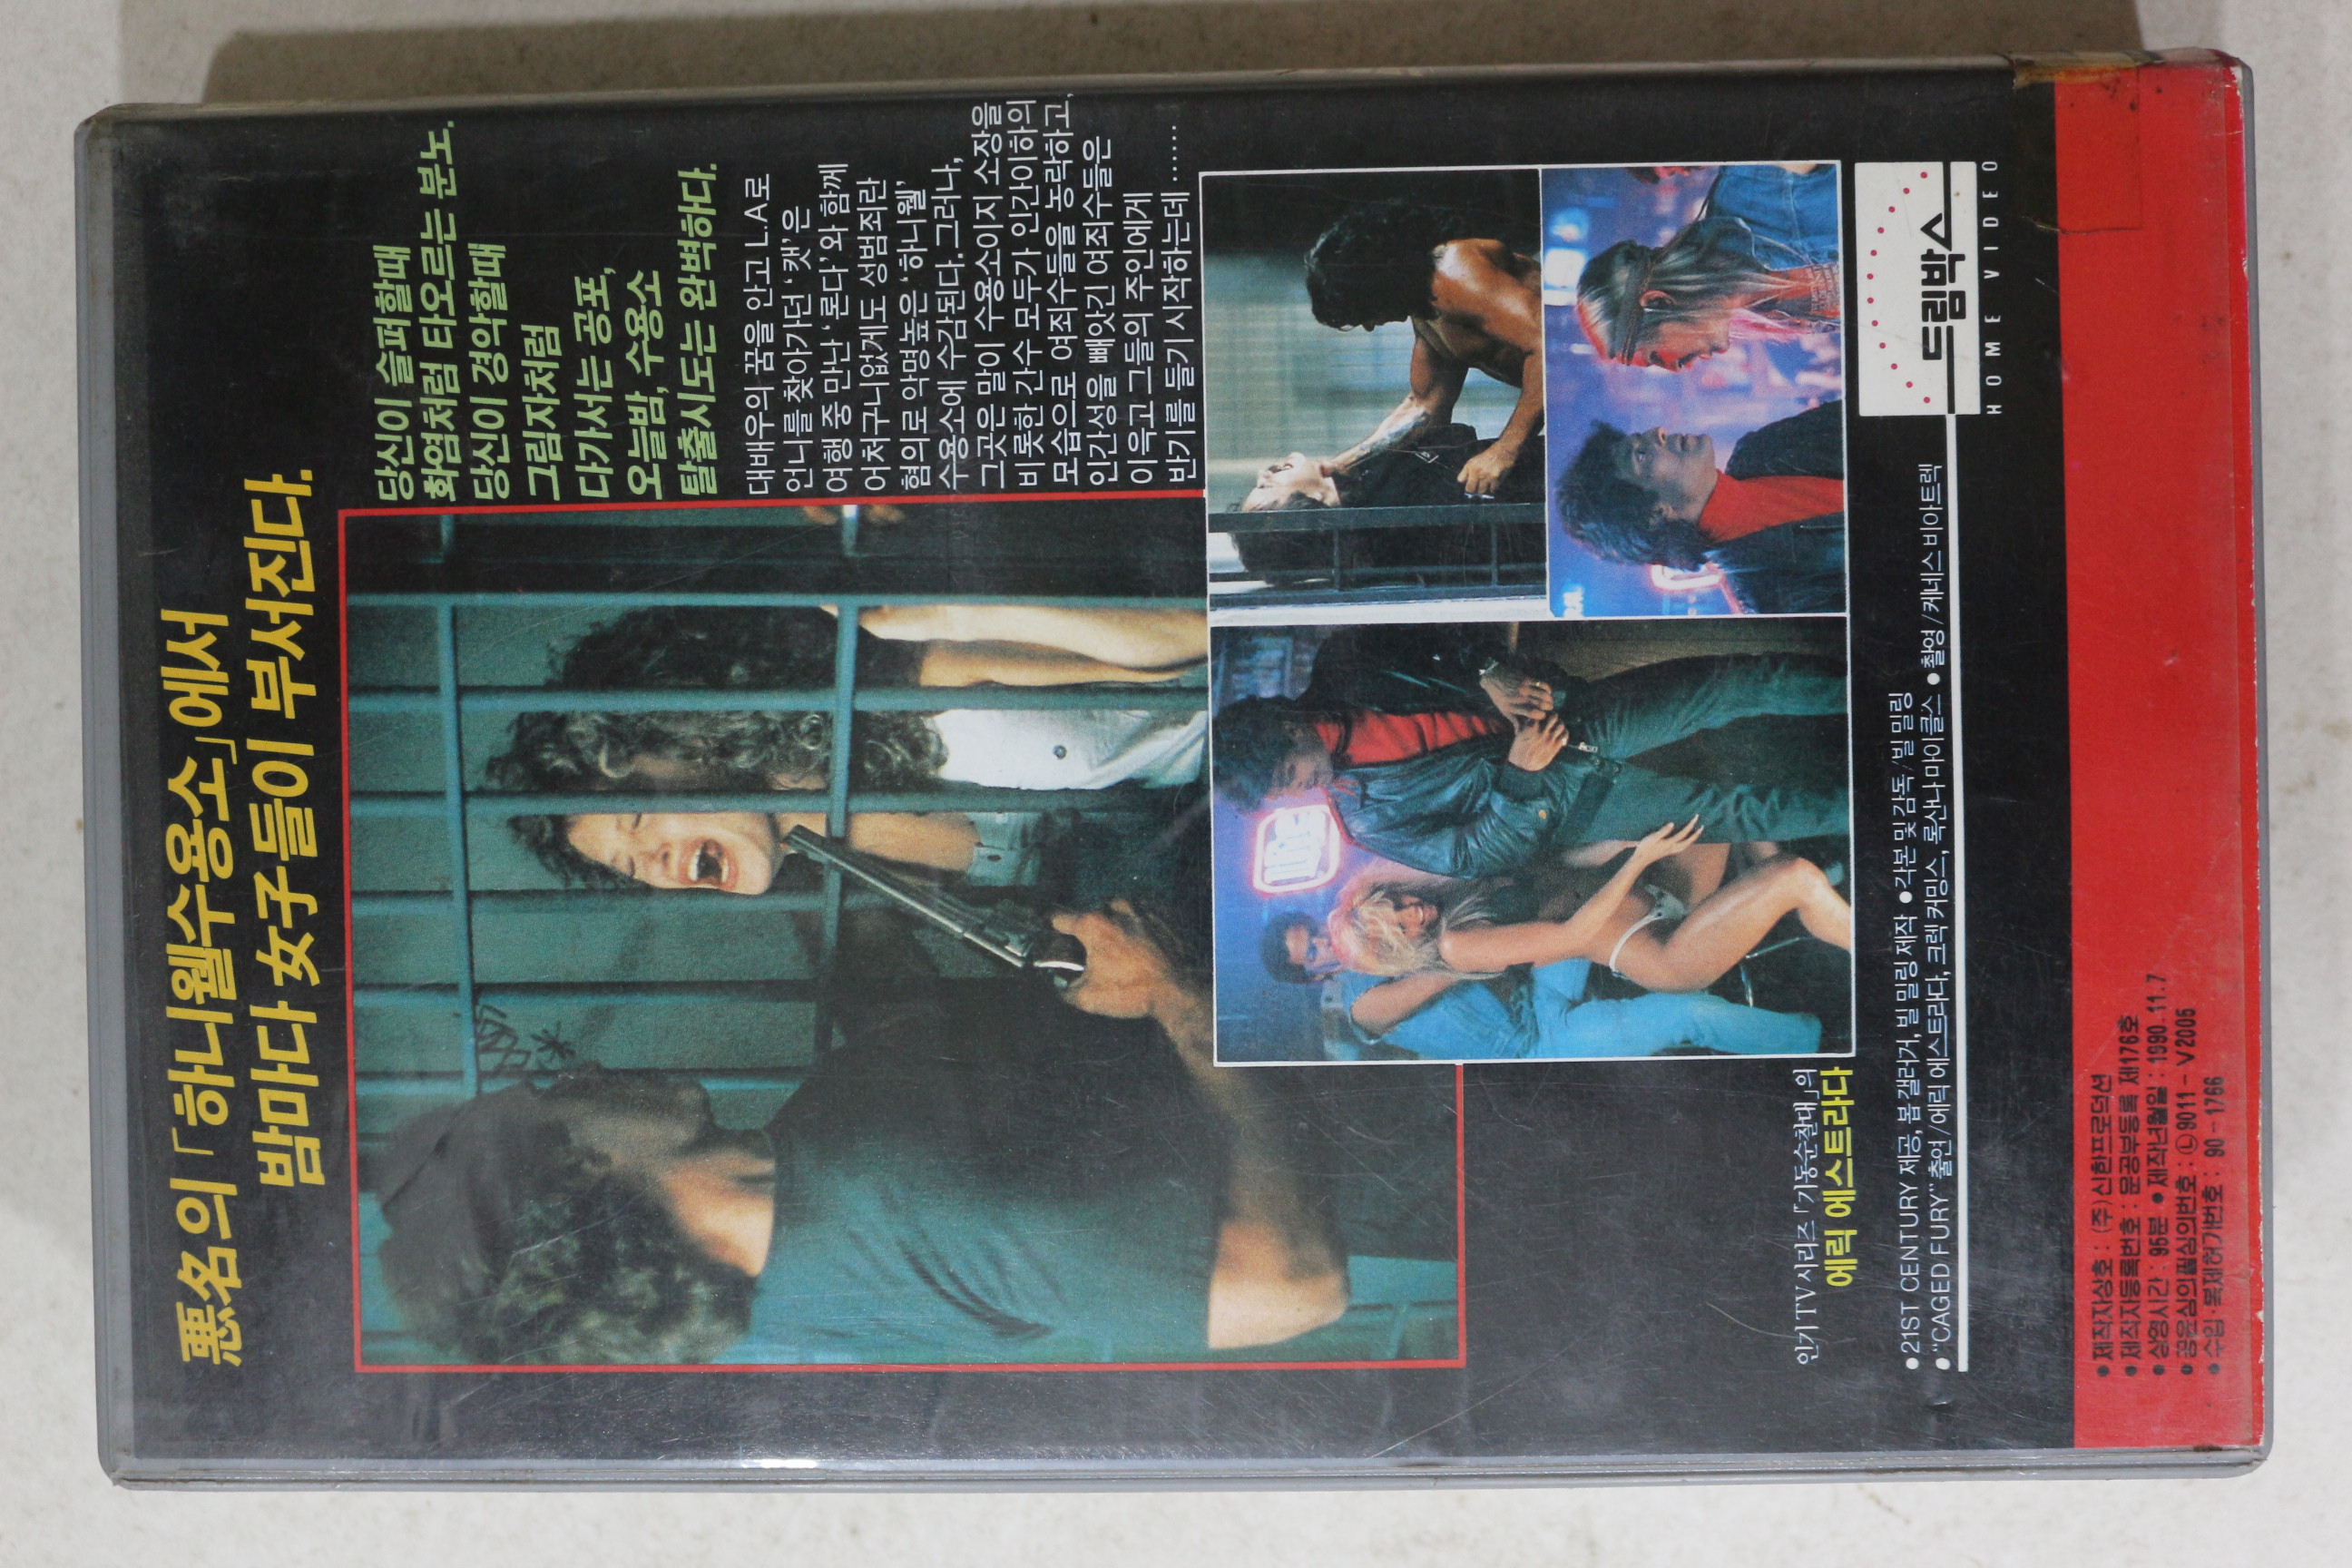 悪名의 「하니웰수용소」에서
밤마다 女子들이 부서진다.
당신이 슬퍼할때
화염처럼 타오르는 분노.
당신이 경악할때
그림자처럼
다가서는 공포,
오늘밤, 수용소
탈출시도는 완벽하다.
대배우의 꿈을 안고 L.A로
언니를 찾아가던 '캣'은
여행 중 만난 '론다'와 함께
어처구니없게도 성범죄란
혐의로 악명높은 '하니웰'
수용소에 수감된다. 그러나,
그곳은 말이 수용소이지 소장을
비롯한 간수 모두가 인간이하의
모습으로 여죄수들을 농락하고,
인간성을 빼앗긴 여죄수들은
이윽고 그들의 주인에게
반기를 들기 시작하는데 ……
인기 TV시리즈 「기동순찰대」의
에릭 에스트라다
●21ST CENTURY 제공, 봅 갤러거, 빌 밀링 제작 ●각본 및 감독/빌 밀링
●"CAGED FURY" 출연/에릭 에스트라다, 크렉 커밍스, 록산나 마이클스 ●촬영/케네스 비아트렉
드림박스
HOME VIDEO
●제작자상호 : (주)신한프로덕션
●제작자등록번호 : 문공부등록 제176호
●상영시간 : 95분 ●제작년월일 : 1990.11.7
●공윤심의필심의번호 : Ⓛ9011-V2005
●수입·복제허가번호 : 90-1766